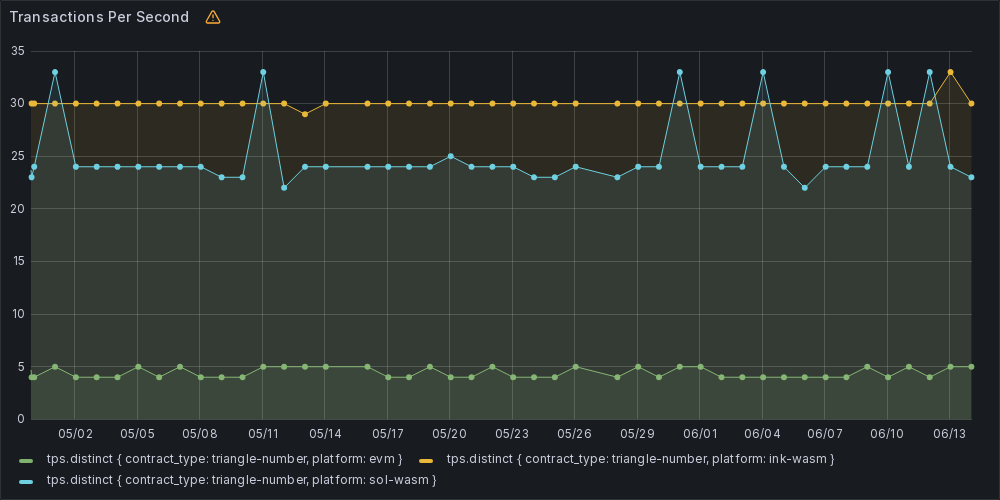 Transactions Per Second
35
30
25
20
15
10
5
0
05/02 05/05 05/08 05/11 05/14 05/17 05/20 05/23 05/26 05/29 06/01 06/04 06/07 06/10 06/13
tps.distinct { contract_type: triangle-number, platform: evm } tps.distinct { contract_type: triangle-number, platform: ink-wasm }
tps.distinct { contract_type: triangle-number, platform: sol-wasm }